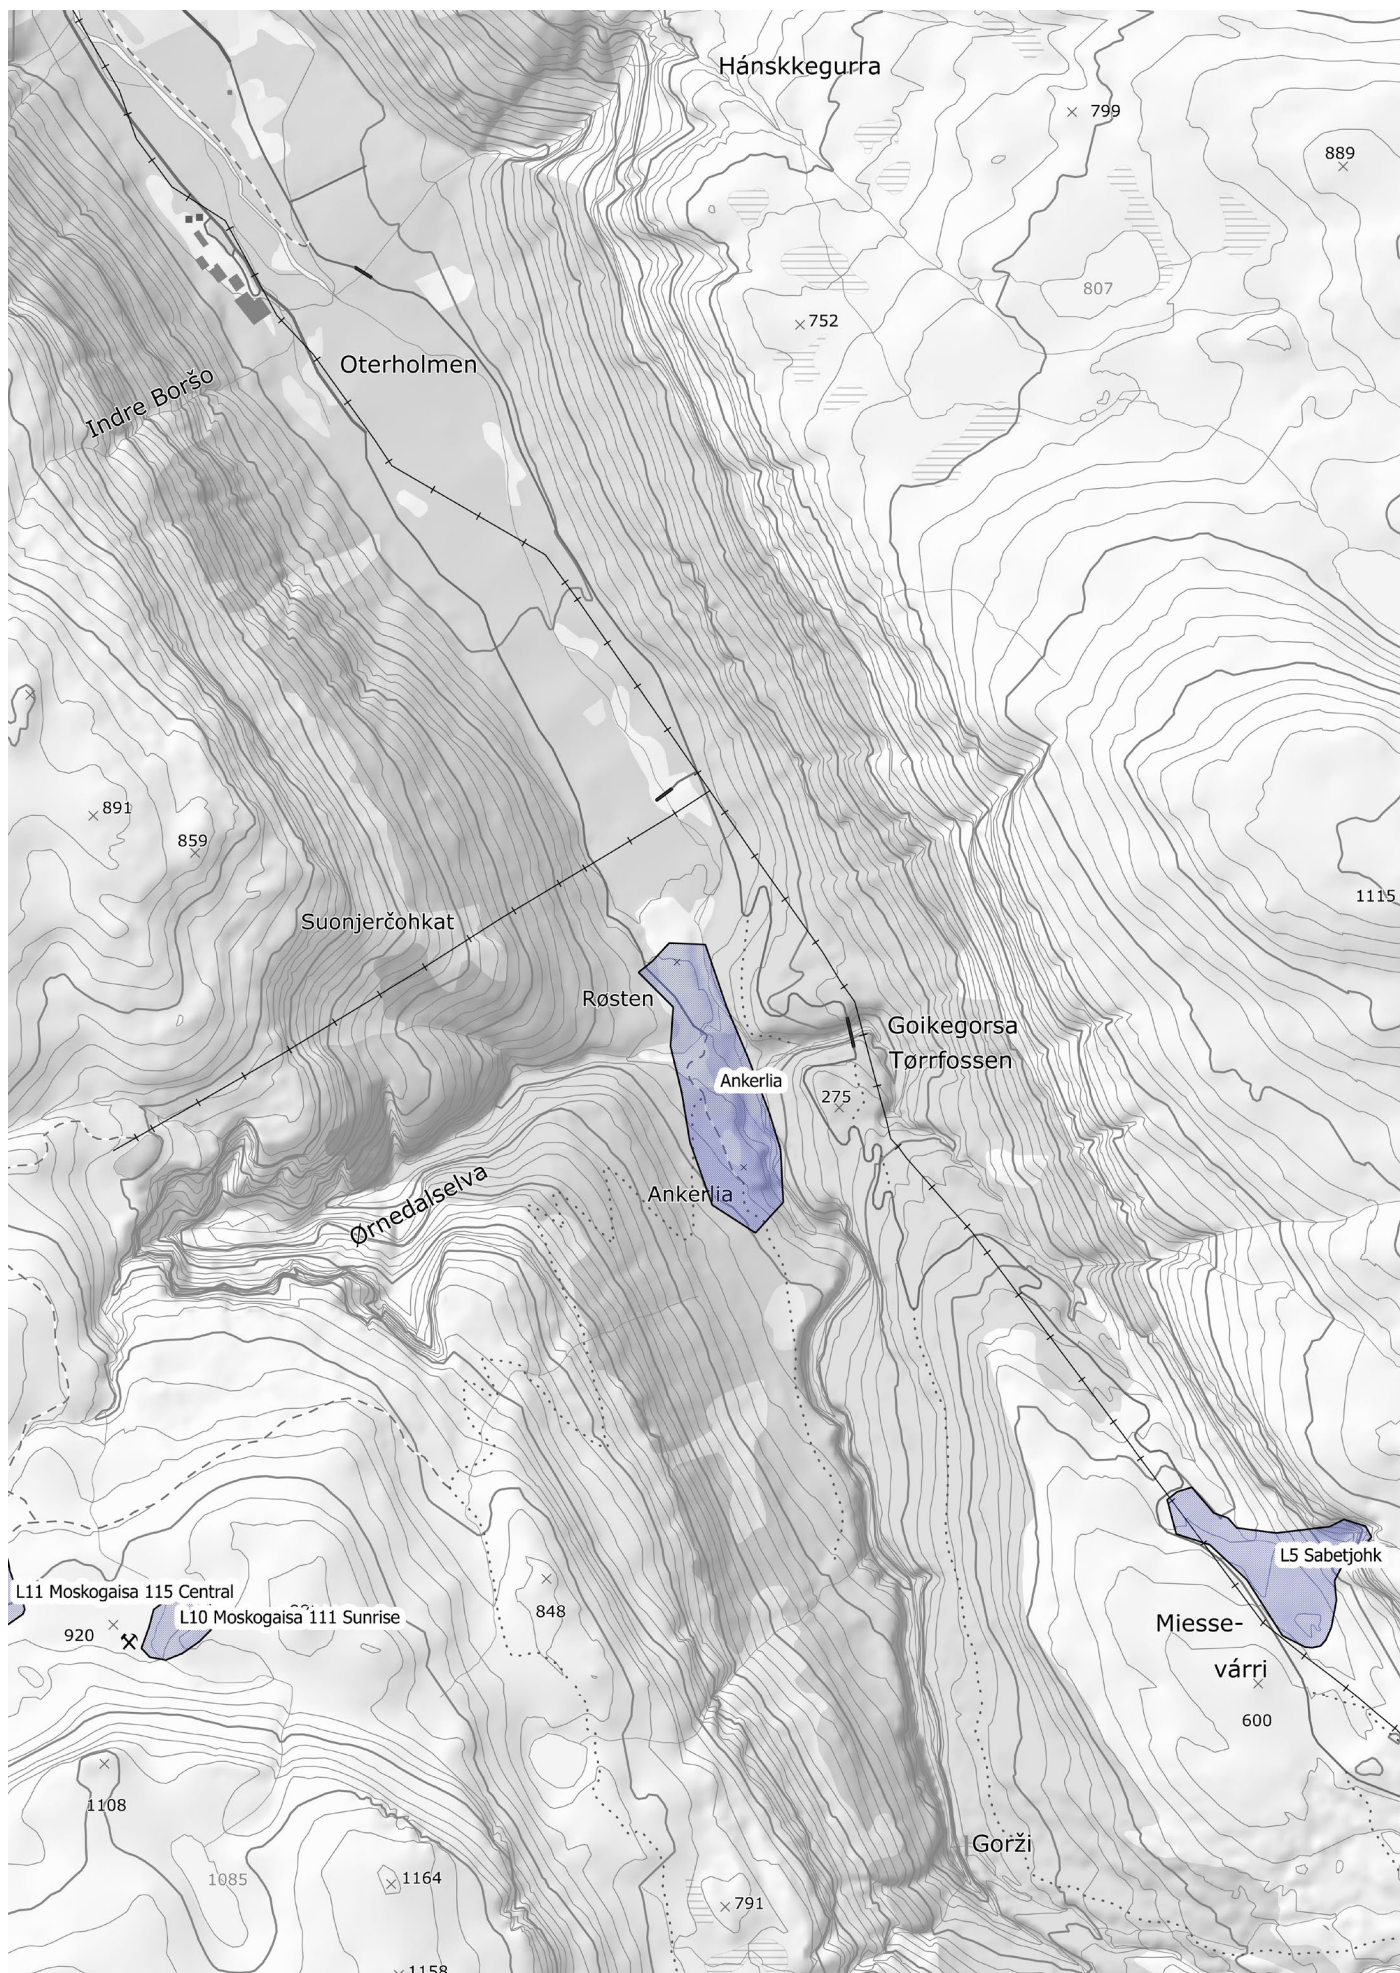 Hánskkegurra
799
889
807
752
Oterholmen
Indre Boršo
891
859
1115
Suonjerčohkat
Røsten
Goikegorsa
Tørrfossen
Ankerlia
275
Ankerlia
Ørnedalselva
L5 Sabetjohk
L11 Moskogaisa 115 Central
L10 Moskogaisa 111 Sunrise
848
920
Miesse-
várri
600
1108
Gorži
1164
1085
791
1158